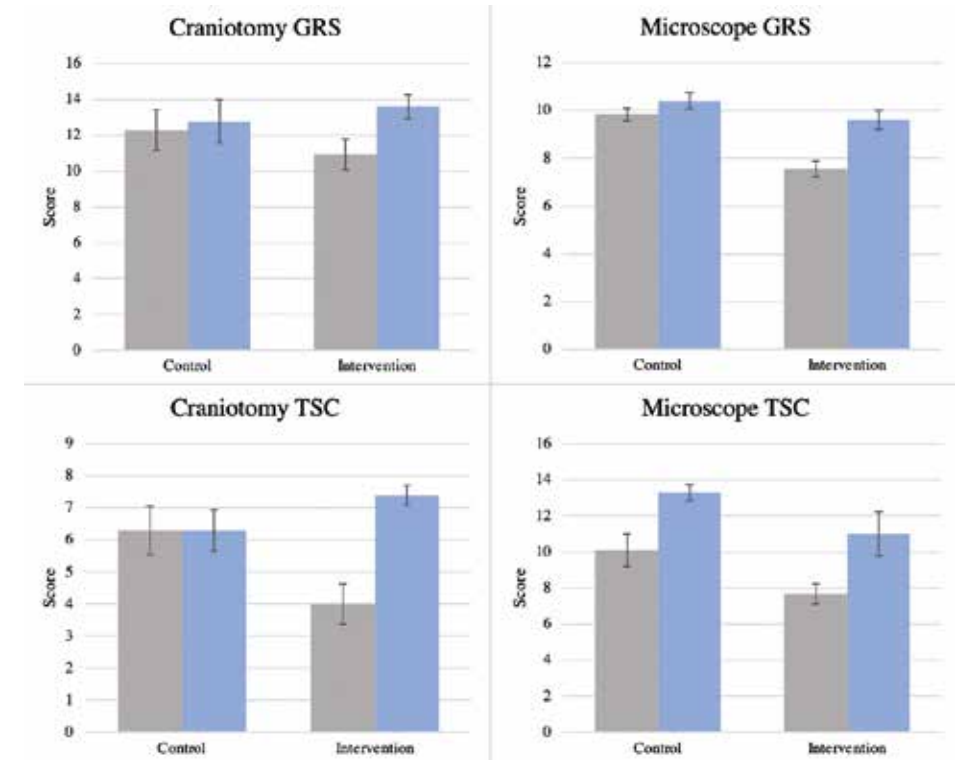 Craniotomy GRS
16
14
12
10
8
6
4
2
0
Score
Control
Intervention
Microscope GRS
12
10
8
6
4
2
0
Score
Control
Intervention
Craniotomy TSC
9
8
7
6
5
4
3
2
1
0
Score
Control
Intervention
Microscope TSC
16
14
12
10
8
6
4
2
0
Score
Control
Intervention